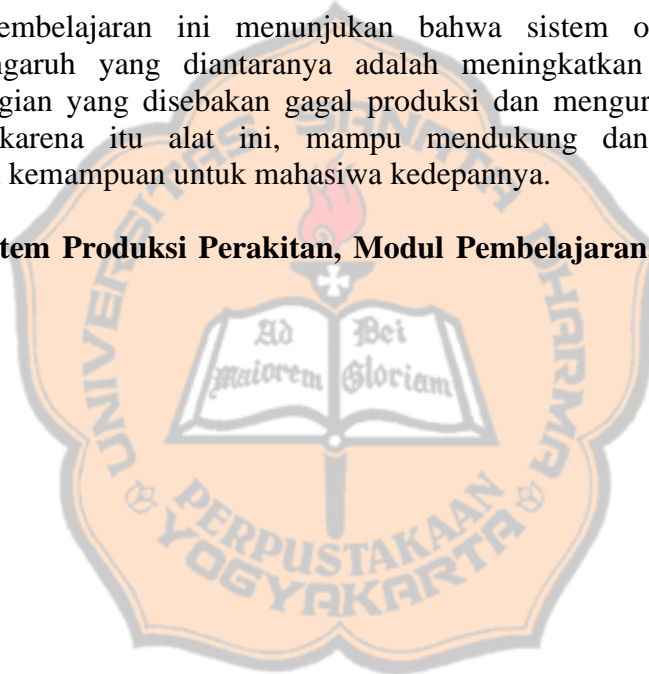 embelajaran ini menunjukan bahwa sistem o
ngaruh yang diantaranya adalah meningkatkan
gian yang disebakan gagal produksi dan mengur
karena itu alat ini, mampu mendukung dan
kemampuan untuk mahasiwa kedepannya.
tem Produksi Perakitan, Modul Pembelajaran
UNIVERSITAS SANATA DHARMA
Ad Dei
maiorem Gloriam
PERPUSTAKAAN
YOGYAKARTA